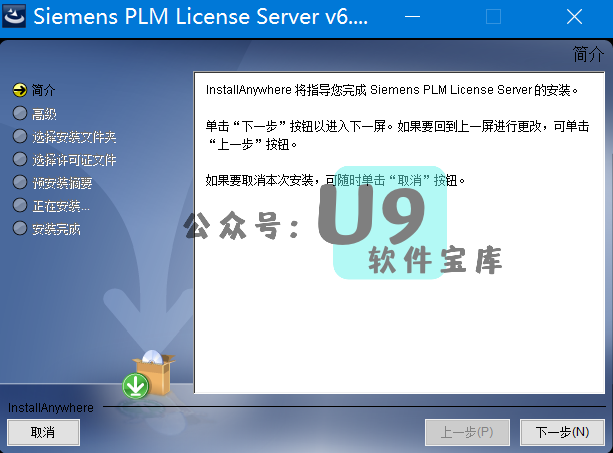 Siemens PLM License Server v6....
简介
简介
高级
选择安装文件夹
选择许可证文件
预安装摘要
正在安装...
安装完成
InstallAnywhere 将指导您完成 Siemens PLM License Server 的安装。
单击“下一步”按钮以进入下一屏。如果要回到上一屏进行更改，可单击
“上一步”按钮。
如果要取消本次安装，可随时单击“取消”按钮。
公众号：U9
软件宝库
InstallAnywhere
取消
上一步(P)
下一步(N)